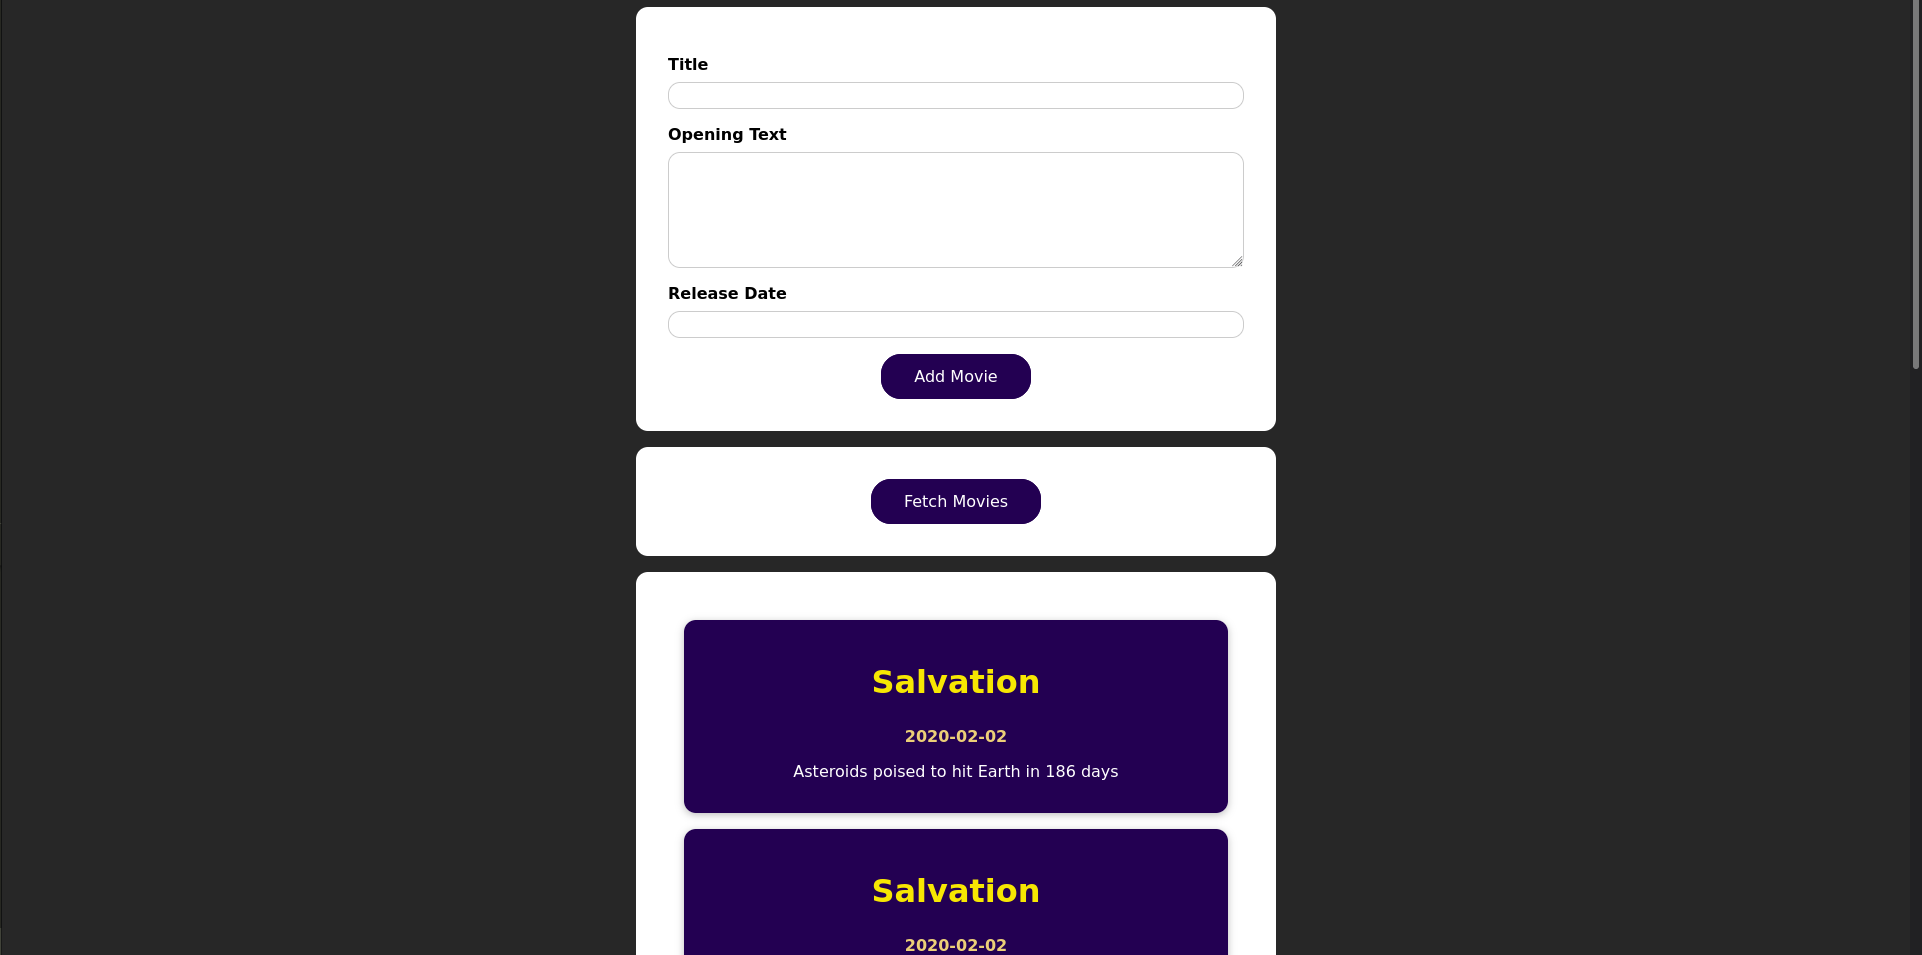 Title
Opening Text
Release Date
Add Movie
Fetch Movies
Salvation
2020-02-02
Asteroids poised to hit Earth in 186 days
Salvation
2020-02-02